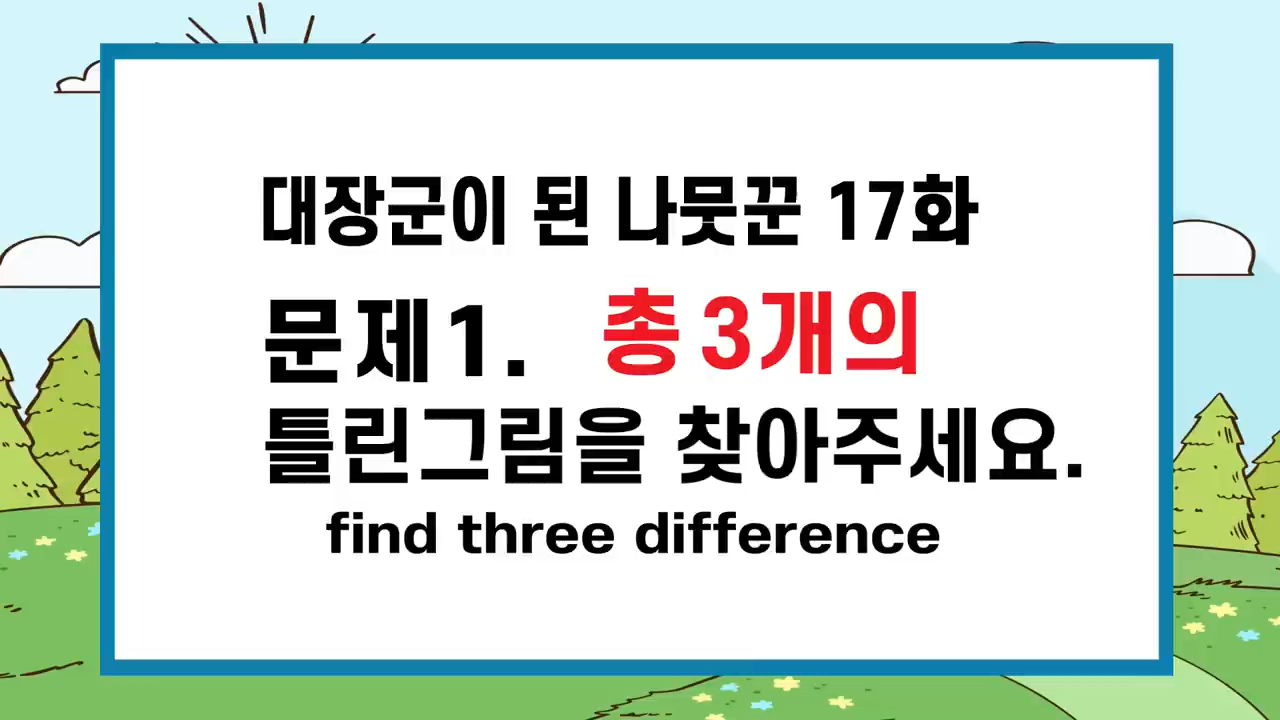 대장군이 된 나뭇꾼 17화
문제1. 총 3개의
틀린그림을 찾아주세요.
find three difference